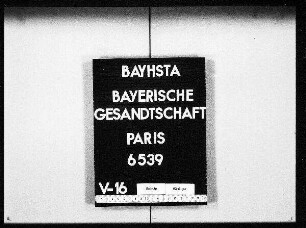 BAYHSTA
BAYERISCHE
GESANDTSCHAFT
PARIS
6539
V-16